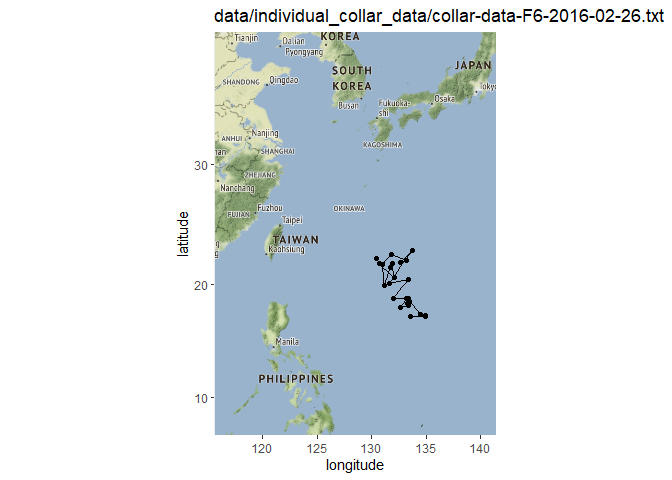 data/individual_collar_data/collar-data-F6-2016-02-26.txt
Tianjin
Dalian
KOREA
Pyongyang
JAPAN
SHANDONG
Qingdao
SOUTH
KOREA
Tokyo
Osaka
Busan
Fukuoka-
shi
ANHUI
Nanjing
KAGOSHIMA
SHANGHAI
30
ZHEJIANG
Nanchang
FUJIAN
Fuzhou
OKINAWA
Taipei
TAIWAN
Kaohsiung
latitude
20
Manila
PHILIPPINES
10
120
125
130
135
140
longitude